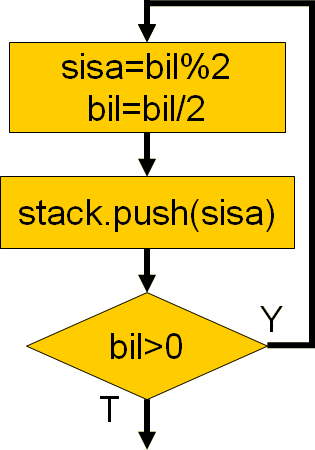 sisa=bil%2
bil=bil/2
stack.push(sisa)
bil>0
Y
T